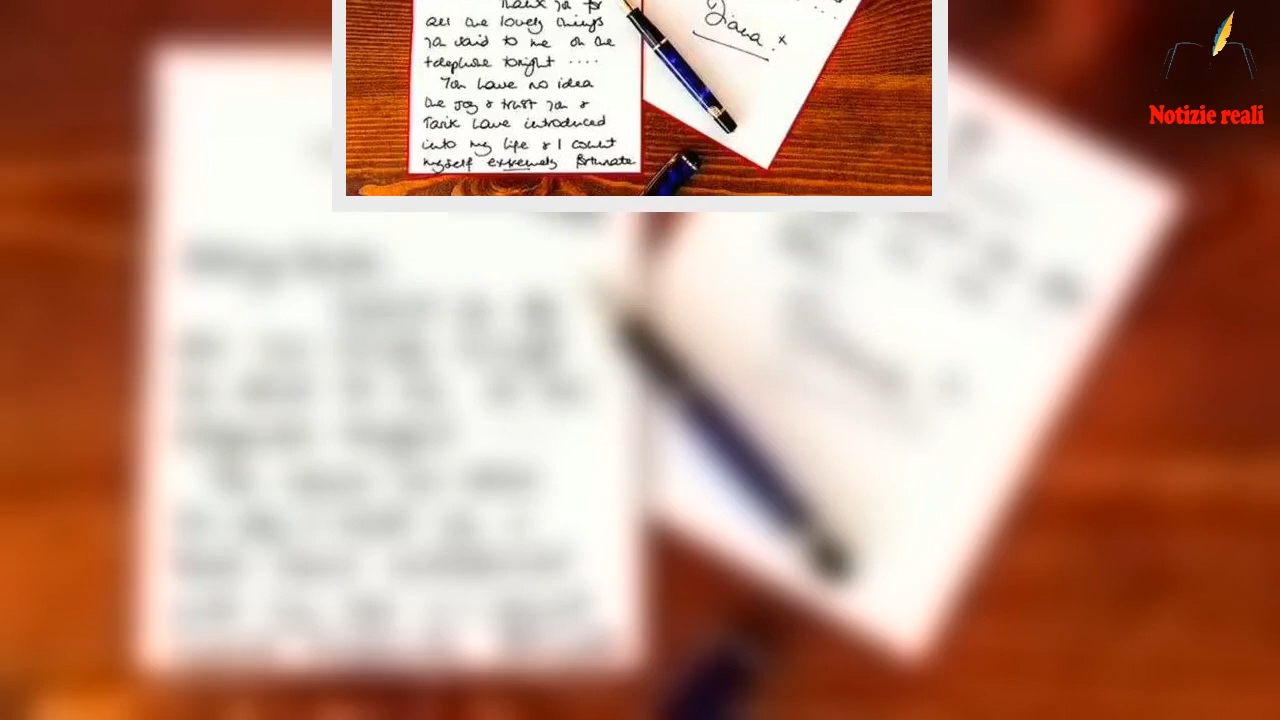 Thank you for
all the lovely things
you said to me on the
telephone tonight ....
You have no idea
the joy & trust you &
Tarik have introduced
into my life & I count
myself extremely fortunate
Diana. x
Notizie reali